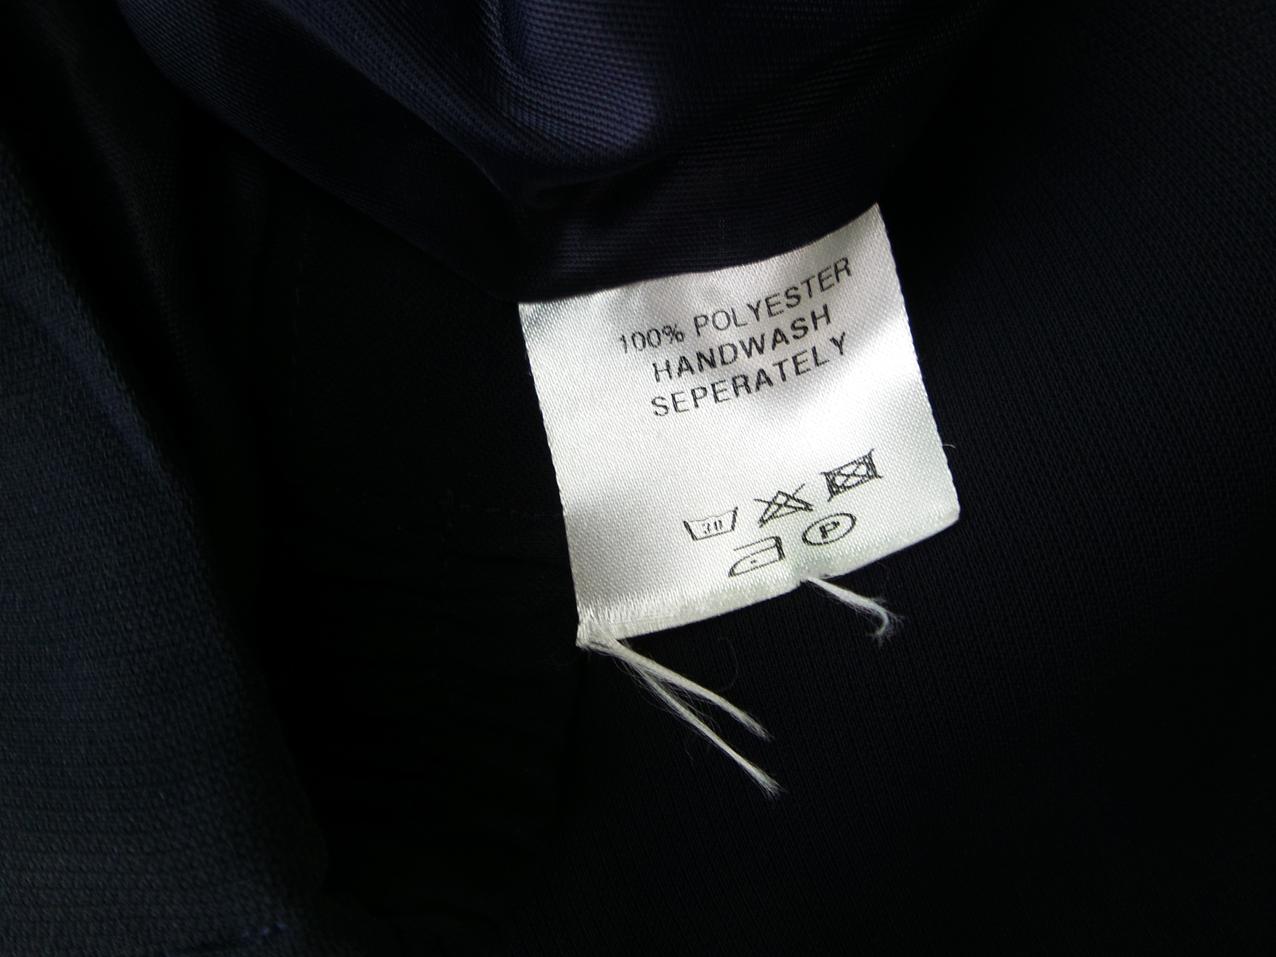 100% POLYESTER
HANDWASH
SEPERATELY
30
P